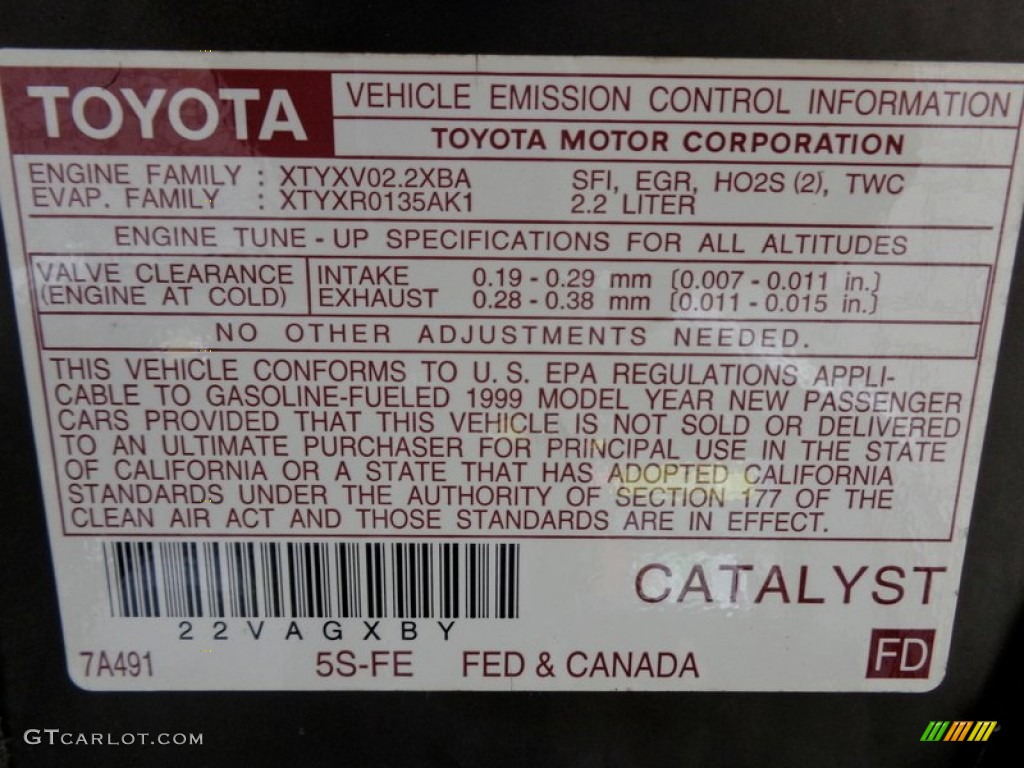 TOYOTA
VEHICLE EMISSION CONTROL INFORMATION
TOYOTA MOTOR CORPORATION
ENGINE FAMILY : XTYXV02.2XBA SFI, EGR, HO2S (2), TWC
EVAP. FAMILY : XTYXR0135AK1 2.2 LITER
ENGINE TUNE - UP SPECIFICATIONS FOR ALL ALTITUDES
VALVE CLEARANCE INTAKE 0.19 - 0.29 mm (0.007 - 0.011 in.)
(ENGINE AT COLD) EXHAUST 0.28 - 0.38 mm (0.011 - 0.015 in.)
NO OTHER ADJUSTMENTS NEEDED.
THIS VEHICLE CONFORMS TO U.S. EPA REGULATIONS APPLI-
CABLE TO GASOLINE-FUELED 1999 MODEL YEAR NEW PASSENGER
CARS PROVIDED THAT THIS VEHICLE IS NOT SOLD OR DELIVERED
TO AN ULTIMATE PURCHASER FOR PRINCIPAL USE IN THE STATE
OF CALIFORNIA OR A STATE THAT HAS ADOPTED CALIFORNIA
STANDARDS UNDER THE AUTHORITY OF SECTION 177 OF THE
CLEAN AIR ACT AND THOSE STANDARDS ARE IN EFFECT.
CATALYST
22VAGXBY
7A491 5S-FE FED & CANADA FD
GTCARLOT.COM